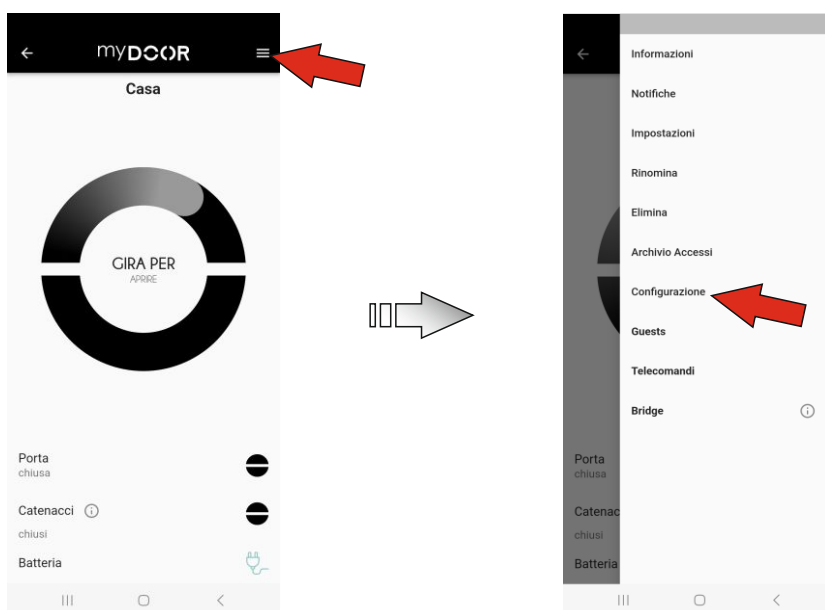 myDOOR
Casa
GIRA PER
APRIRE
Porta
chiusa
Catenacci
chiusi
Batteria
Informazioni
Notifiche
Impostazioni
Rinomina
Elimina
Archivio Accessi
Configurazione
Guests
Telecomandi
Bridge
Porta
chiusa
Catenac
chiusi
Batteria